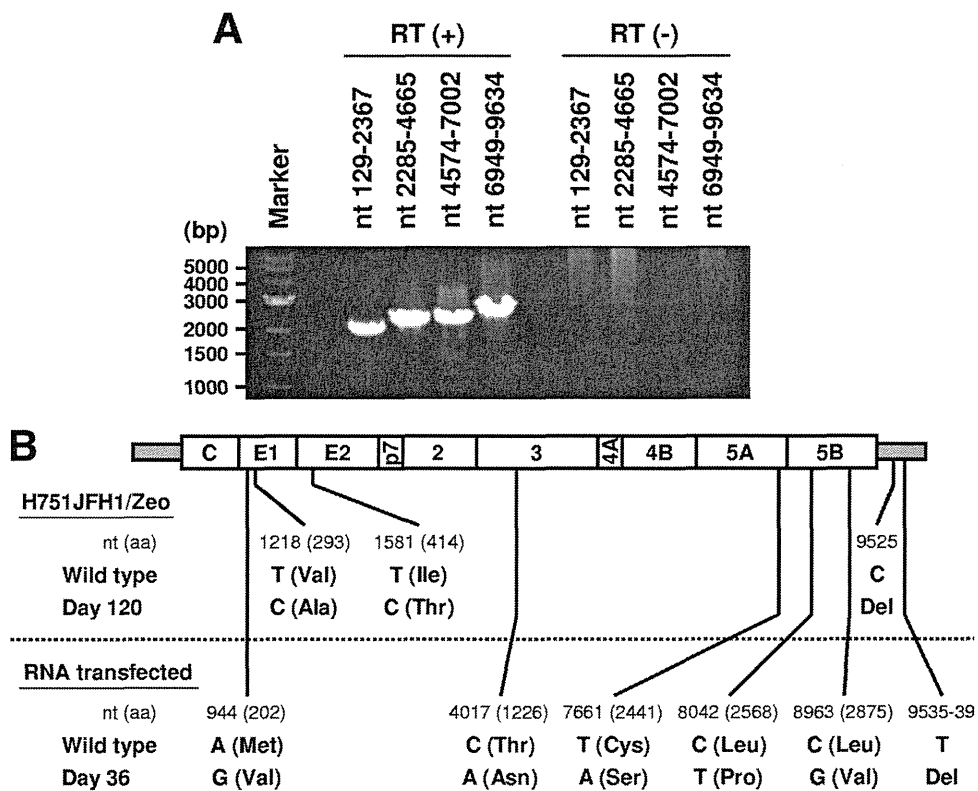 A
RT (+) RT (-)
Marker
nt 129-2367
nt 2285-4665
nt 4574-7002
nt 6949-9634
nt 129-2367
nt 2285-4665
nt 4574-7002
nt 6949-9634
(bp)
5000
4000
3000
2000
1500
1000
B
C E1 E2 p7 2 3 4A 4B 5A 5B
H751JFH1/Zeo
nt (aa) 1218 (293) 1581 (414) 9525
Wild type T (Val) T (Ile) C
Day 120 C (Ala) C (Thr) Del
RNA transfected
nt (aa) 944 (202) 4017 (1226) 7661 (2441) 8042 (2568) 8963 (2875) 9535-39
Wild type A (Met) C (Thr) T (Cys) C (Leu) C (Leu) T
Day 36 G (Val) A (Asn) A (Ser) T (Pro) G (Val) Del